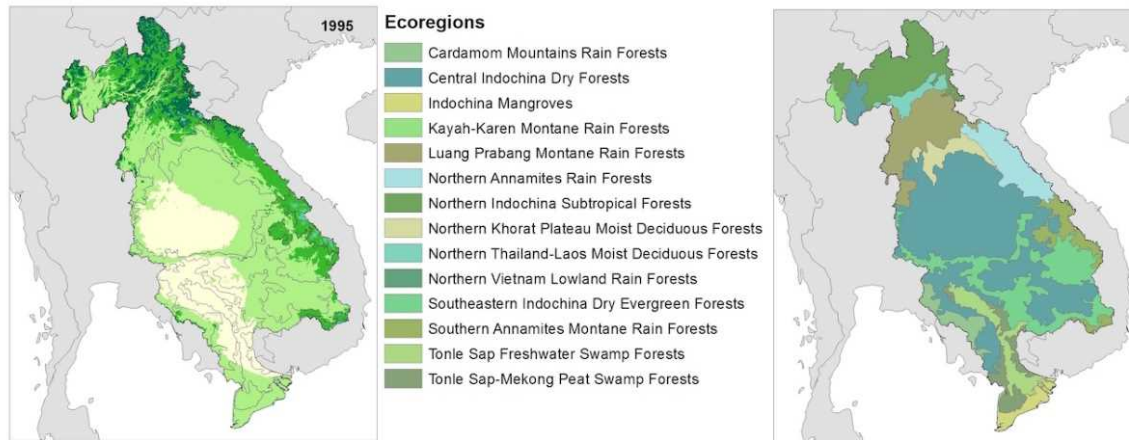 1995
Ecoregions
Cardamom Mountains Rain Forests
Central Indochina Dry Forests
Indochina Mangroves
Kayah-Karen Montane Rain Forests
Luang Prabang Montane Rain Forests
Northern Annamites Rain Forests
Northern Indochina Subtropical Forests
Northern Khorat Plateau Moist Deciduous Forests
Northern Thailand-Laos Moist Deciduous Forests
Northern Vietnam Lowland Rain Forests
Southeastern Indochina Dry Evergreen Forests
Southern Annamites Montane Rain Forests
Tonle Sap Freshwater Swamp Forests
Tonle Sap-Mekong Peat Swamp Forests